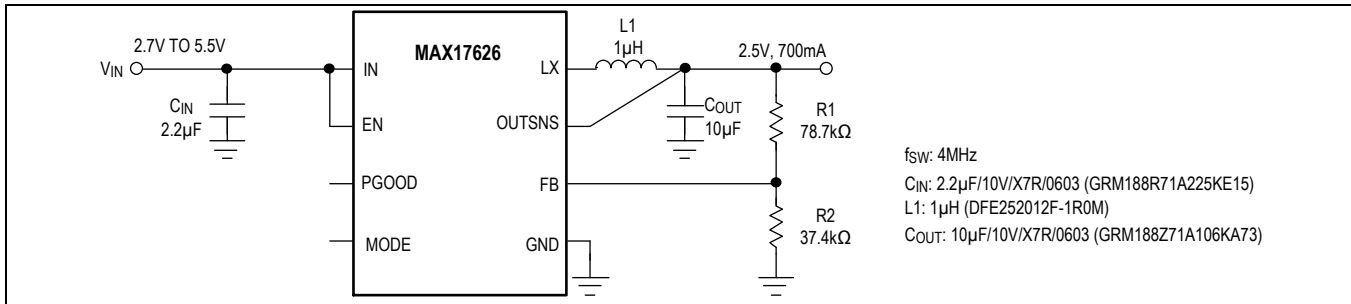 2.7V TO 5.5V
VIN
CIN
2.2µF
MAX17626
IN
EN
PGOOD
MODE
LX
OUTSNS
FB
GND
L1
1µH
2.5V, 700mA
COUT
10µF
R1
78.7kΩ
R2
37.4kΩ
fSW: 4MHz
CIN: 2.2µF/10V/X7R/0603 (GRM188R71A225KE15)
L1: 1µH (DFE252012F-1R0M)
COUT: 10µF/10V/X7R/0603 (GRM188Z71A106KA73)